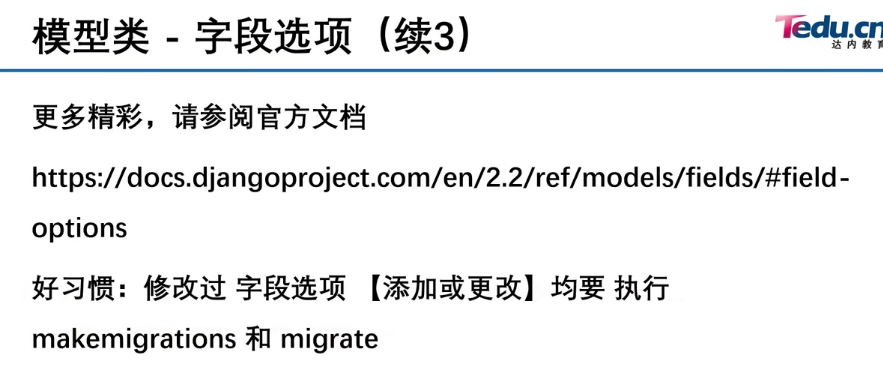 模型类 - 字段选项（续3）
Tedu.cn
达内教育
更多精彩，请参阅官方文档
https://docs.djangoproject.com/en/2.2/ref/models/fields/#field-
options
好习惯：修改过 字段选项 【添加或更改】均要 执行
makemigrations 和 migrate